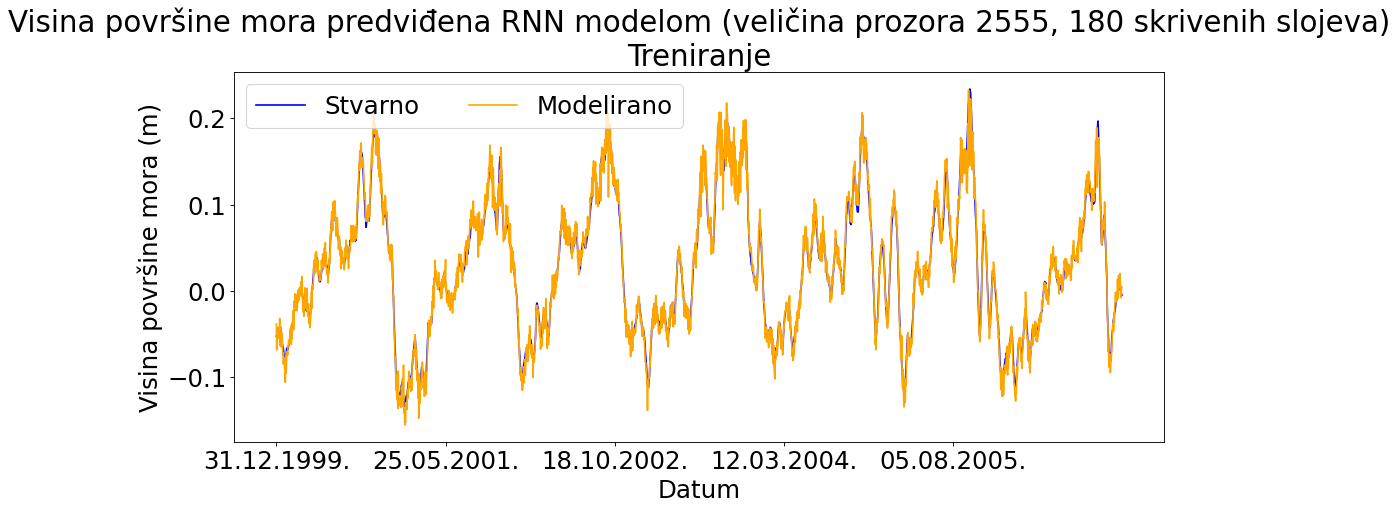 Visina površine mora predviđena RNN modelom (veličina prozora 2555, 180 skrivenih slojeva)
Treniranje
Stvarno Modelirano
Visina površine mora (m)
0.2
0.1
0.0
−0.1
31.12.1999. 25.05.2001. 18.10.2002. 12.03.2004. 05.08.2005.
Datum